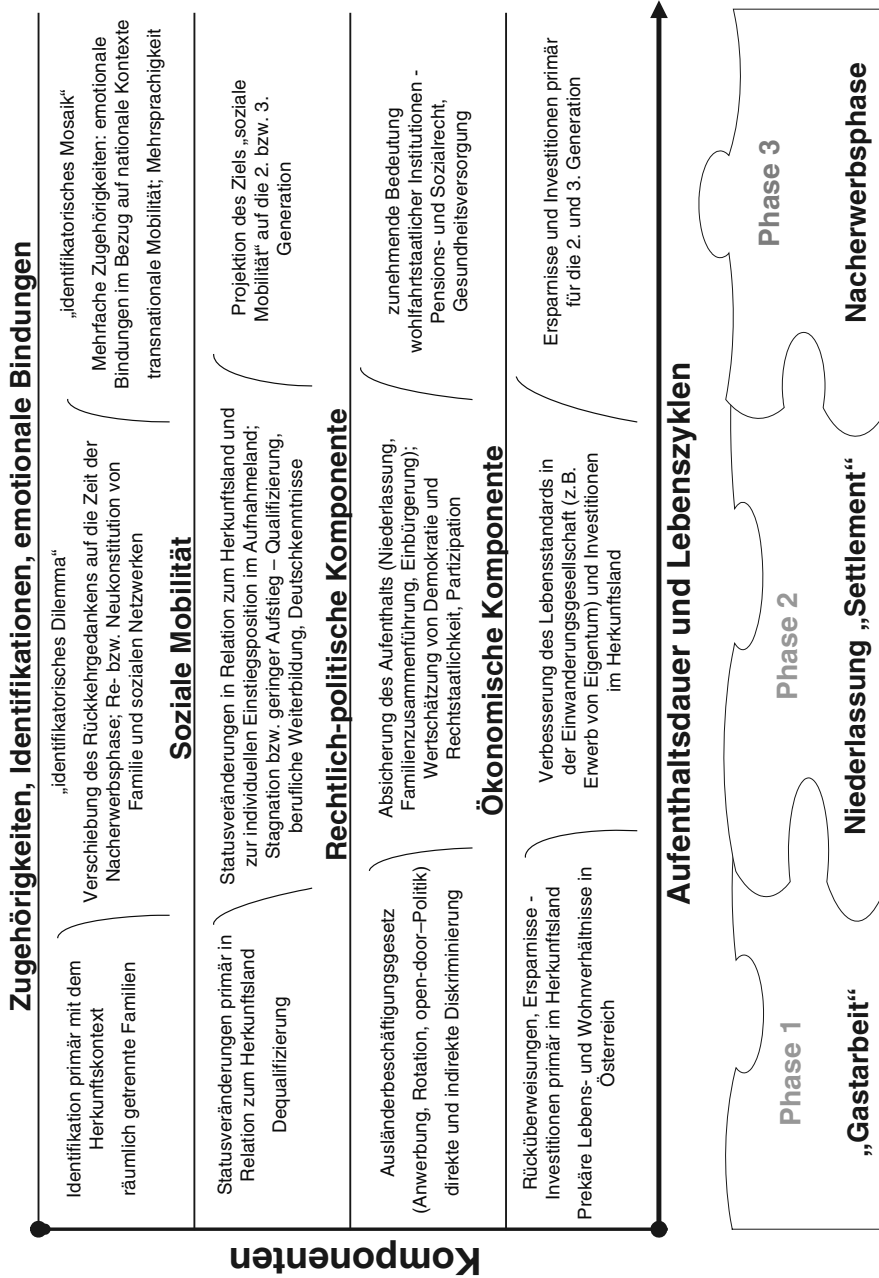 Zugehörigkeiten, Identifikationen, emotionale Bindungen
Identifikation primär mit dem
Herkunftskontext
räumlich getrennte Familien
„identifikatorisches Dilemma“
Verschiebung des Rückkehrgedankens auf die Zeit der
Nacherwerbsphase; Re- bzw. Neukonstitution von
Familie und sozialen Netzwerken
„identifikatorisches Mosaik“
Mehrfache Zugehörigkeiten: emotionale
Bindungen im Bezug auf nationale Kontexte
transnationale Mobilität; Mehrsprachigkeit
Soziale Mobilität
Statusveränderungen primär in
Relation zum Herkunftsland
Dequalifizierung
Statusveränderungen in Relation zum Herkunftsland und
zur individuellen Einstiegsposition im Aufnahmeland;
Stagnation bzw. geringer Aufstieg – Qualifizierung,
berufliche Weiterbildung, Deutschkenntnisse
Projektion des Ziels „soziale
Mobilität“ auf die 2. bzw. 3.
Generation
Rechtlich-politische Komponente
Ausländerbeschäftigungsgesetz
(Anwerbung, Rotation, open-door–Politik)
direkte und indirekte Diskriminierung
Absicherung des Aufenthalts (Niederlassung,
Familienzusammenführung, Einbürgerung);
Wertschätzung von Demokratie und
Rechtstaatlichkeit, Partizipation
zunehmende Bedeutung
wohlfahrtstaatlicher Institutionen -
Pensions- und Sozialrecht,
Gesundheitsversorgung
Ökonomische Komponente
Rücküberweisungen, Ersparnisse -
Investitionen primär im Herkunftsland
Prekäre Lebens- und Wohnverhältnisse in
Österreich
Verbesserung des Lebensstandards in
der Einwanderungsgesellschaft (z.B.
Erwerb von Eigentum) und Investitionen
im Herkunftsland
Ersparnisse und Investitionen primär
für die 2. und 3. Generation
Komponenten
Aufenthaltsdauer und Lebenszyklen
Phase 1
„Gastarbeit“
Phase 2
Niederlassung „Settlement“
Phase 3
Nacherwerbsphase